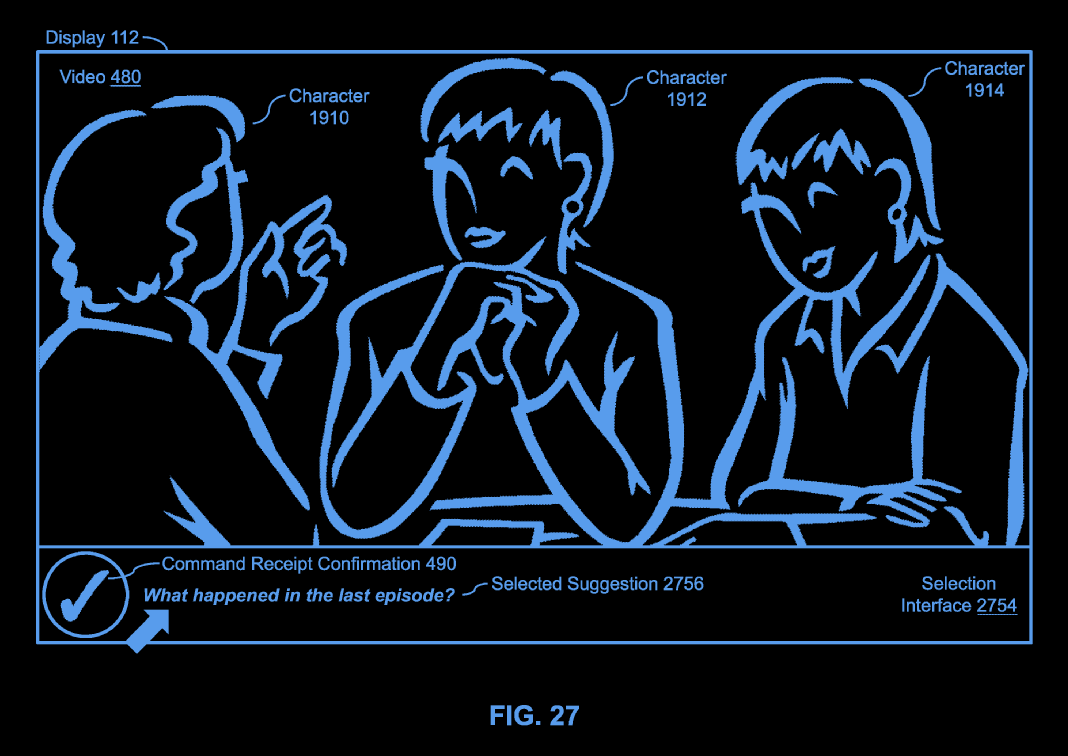 Display 112
Video 480
Character
1910
Character
1912
Character
1914
Command Receipt Confirmation 490
What happened in the last episode?
Selected Suggestion 2756
Selection
Interface 2754
FIG. 27